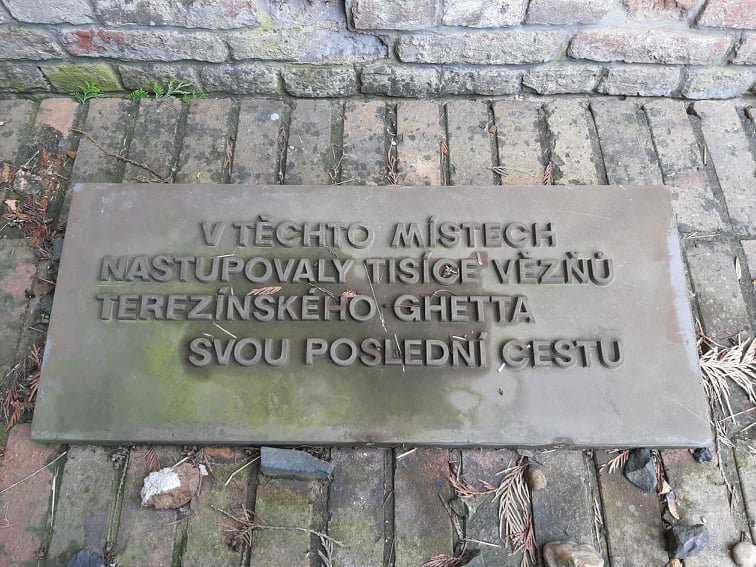 V TĚCHTO MÍSTECH
NASTUPOVALY TISÍCE VĚZŇŮ
TEREZÍNSKÉHO GHETTA
SVOU POSLEDNÍ CESTU